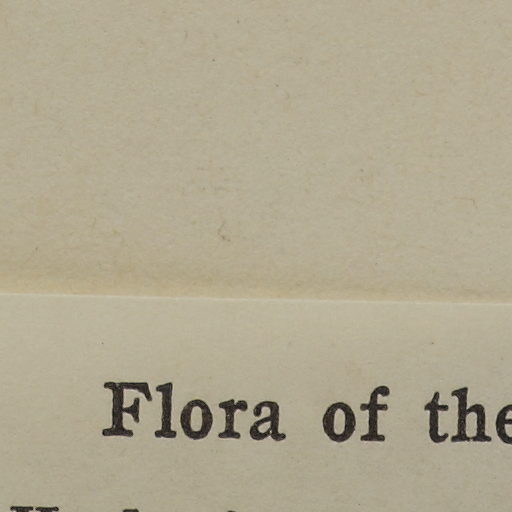 Flora of the